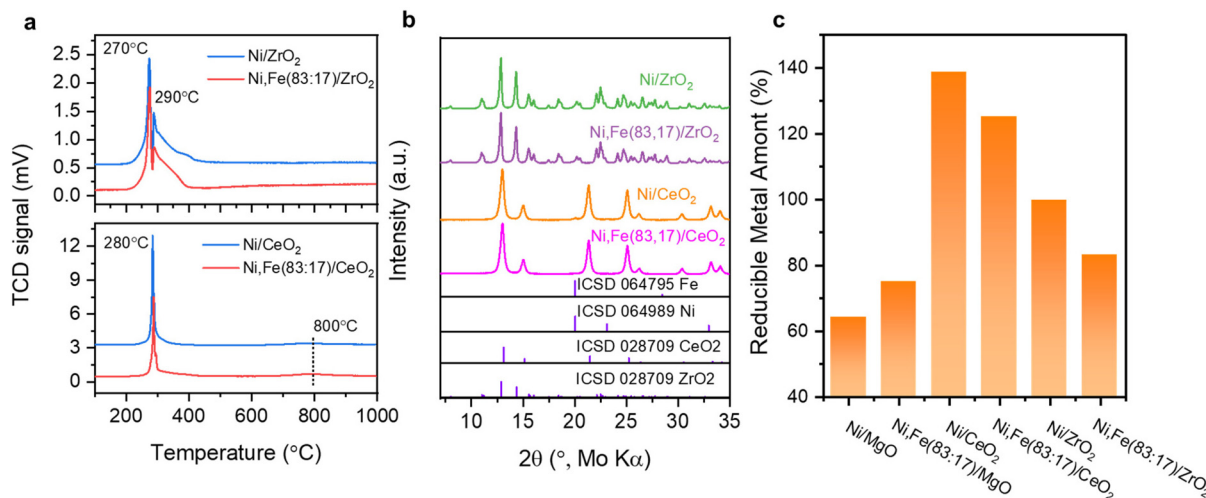 a
270°C
290°C
Ni/ZrO₂
Ni,Fe(83:17)/ZrO₂
2.5
2.0
1.5
1.0
0.5
0.0
280°C
Ni/CeO₂
Ni,Fe(83:17)/CeO₂
800°C
12
9
6
3
0
200
400
600
800
1000
TCD signal (mV)
Temperature (°C)
b
Ni/ZrO₂
Ni,Fe(83,17)/ZrO₂
Ni/CeO₂
Ni,Fe(83,17)/CeO₂
ICSD 064795 Fe
ICSD 064989 Ni
ICSD 028709 CeO2
ICSD 028709 ZrO2
10
15
20
25
30
35
Intensity (a.u.)
2θ (°, Mo Kα)
c
140
120
100
80
60
40
Reducible Metal Amont (%)
Ni/MgO
Ni,Fe(83:17)/MgO
Ni/CeO₂
Ni,Fe(83:17)/CeO₂
Ni/ZrO₂
Ni,Fe(83:17)/ZrO₂